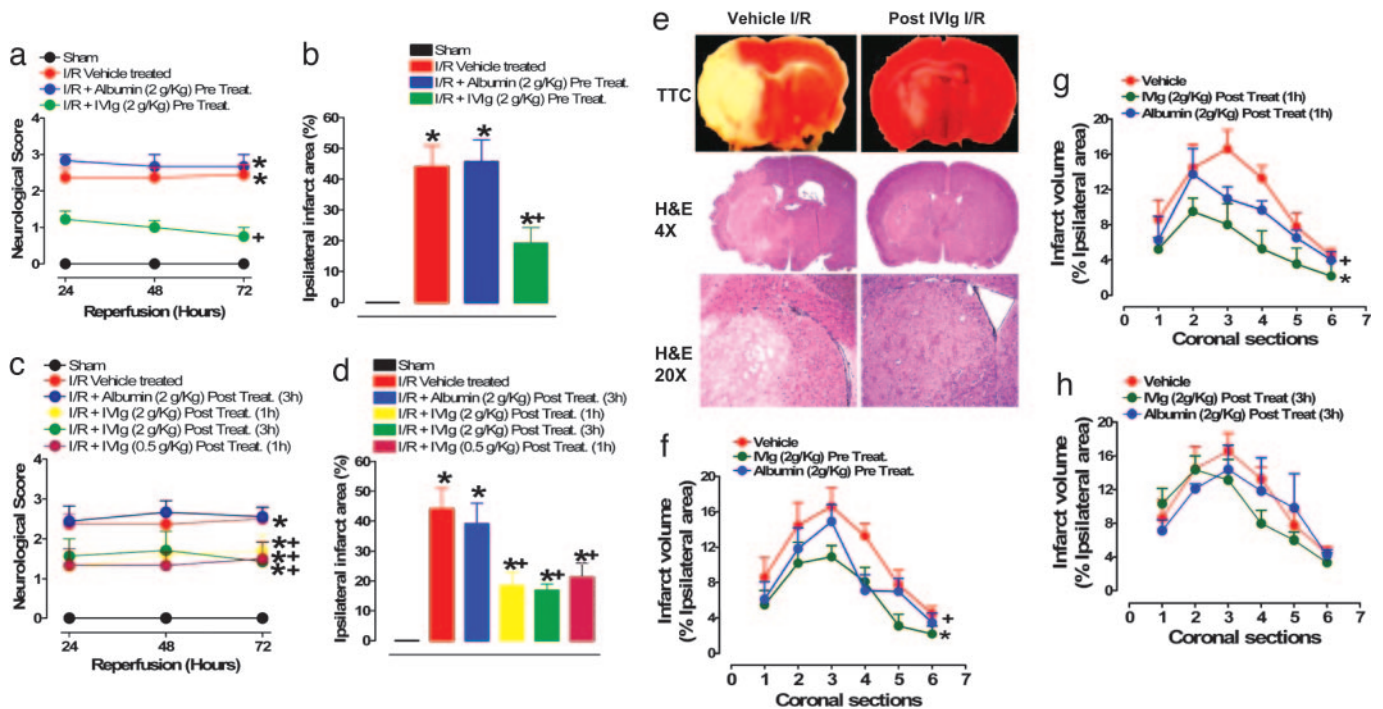 a
Sham
I/R Vehicle treated
I/R + Albumin (2 g/Kg) Pre Treat.
I/R + IVIg (2 g/Kg) Pre Treat.
Neurological Score
4
3
2
1
0
*
*
+
24 48 72
Reperfusion (Hours)
b
Sham
I/R Vehicle treated
I/R + Albumin (2 g/Kg) Pre Treat.
I/R + IVIg (2 g/Kg) Pre Treat.
Ipsilateral infarct area (%)
60
50
40
30
20
10
0
* * *+
c
Sham
I/R Vehicle treated
I/R + Albumin (2 g/Kg) Post Treat. (3h)
I/R + IVIg (2 g/Kg) Post Treat. (1h)
I/R + IVIg (2 g/Kg) Post Treat. (3h)
I/R + IVIg (0.5 g/Kg) Post Treat. (1h)
Neurological Score
4
3
2
1
0
*
*+
*+
*+
24 48 72
Reperfusion (Hours)
d
Sham
I/R Vehicle treated
I/R + Albumin (2 g/Kg) Post Treat. (3h)
I/R + IVIg (2 g/Kg) Post Treat. (1h)
I/R + IVIg (2 g/Kg) Post Treat. (3h)
I/R + IVIg (0.5 g/Kg) Post Treat. (1h)
Ipsilateral infarct area (%)
60
50
40
30
20
10
0
* * *+ *+ *+
e
Vehicle I/R Post IVIg I/R
TTC
H&E
4X
H&E
20X
f
Vehicle
IVIg (2g/Kg) Pre Treat.
Albumin (2g/Kg) Pre Treat.
Infarct volume
(% Ipsilateral area)
20
16
12
8
4
0
+
*
0 1 2 3 4 5 6 7
Coronal sections
g
Vehicle
IVIg (2g/Kg) Post Treat (1h)
Albumin (2g/Kg) Post Treat (1h)
Infarct volume
(% Ipsilateral area)
20
16
12
8
4
0
+
*
0 1 2 3 4 5 6 7
Coronal sections
h
Vehicle
IVIg (2g/Kg) Post Treat (3h)
Albumin (2g/Kg) Post Treat (3h)
Infarct volume
(% Ipsilateral area)
20
16
12
8
4
0
0 1 2 3 4 5 6 7
Coronal sections